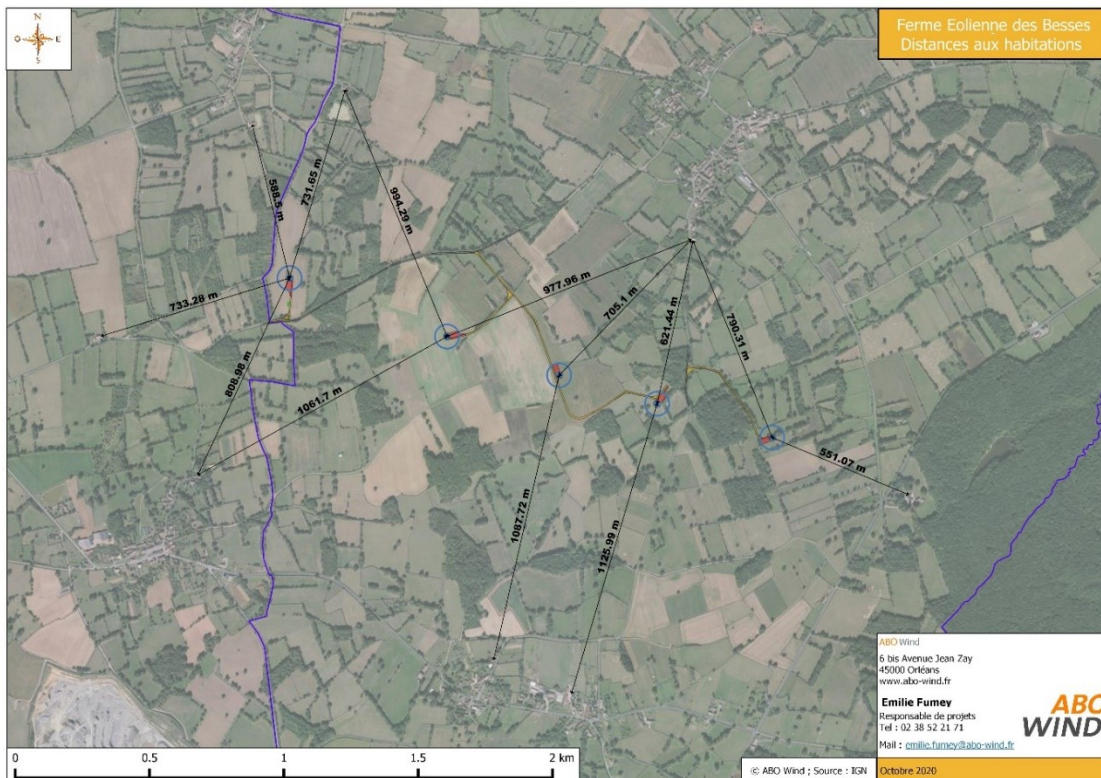 N
O
E
S
Ferme Eolienne des Besses
Distances aux habitations
588.5 m
731.65 m
994.29 m
733.28 m
808.98 m
1061.7 m
977.96 m
705.1 m
621.44 m
790.31 m
551.07 m
1087.72 m
1125.99 m
ABO Wind
6 bis Avenue Jean Zay
45000 Orléans
www.abo-wind.fr
Emilie Fumey
Responsable de projets
Tel : 02 38 52 21 71
Mail : emilie.fumey@abo-wind.fr
ABO
WIND
0
0.5
1
1.5
2 km
© ABO Wind ; Source : IGN
Octobre 2020